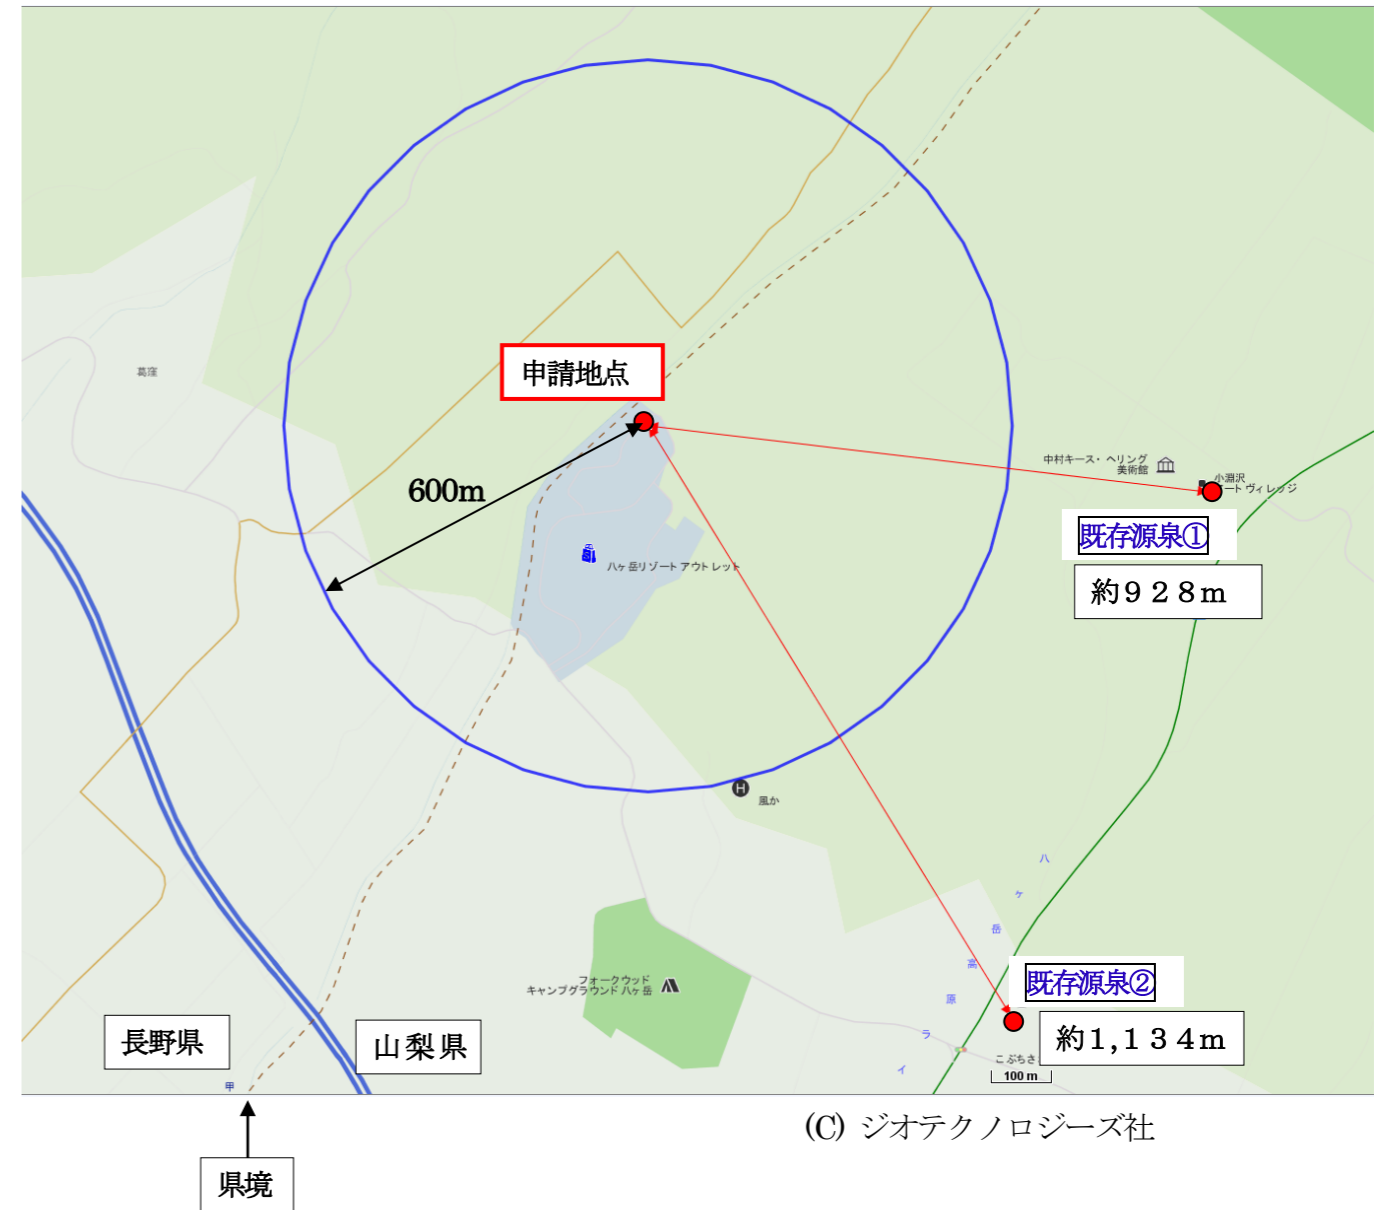 葛窪
申請地点
600m
中村キース・ヘリング
美術館
小淵沢
アートヴィレッジ
既存源泉①
約928m
八ヶ岳リゾートアウトレット
風か
八ヶ岳高原ライ
フォークウッド
キャンプグラウンド八ヶ岳
既存源泉②
約1,134m
こぶちさ
100 m
長野県
山梨県
甲
(C) ジオテクノロジーズ社
県境